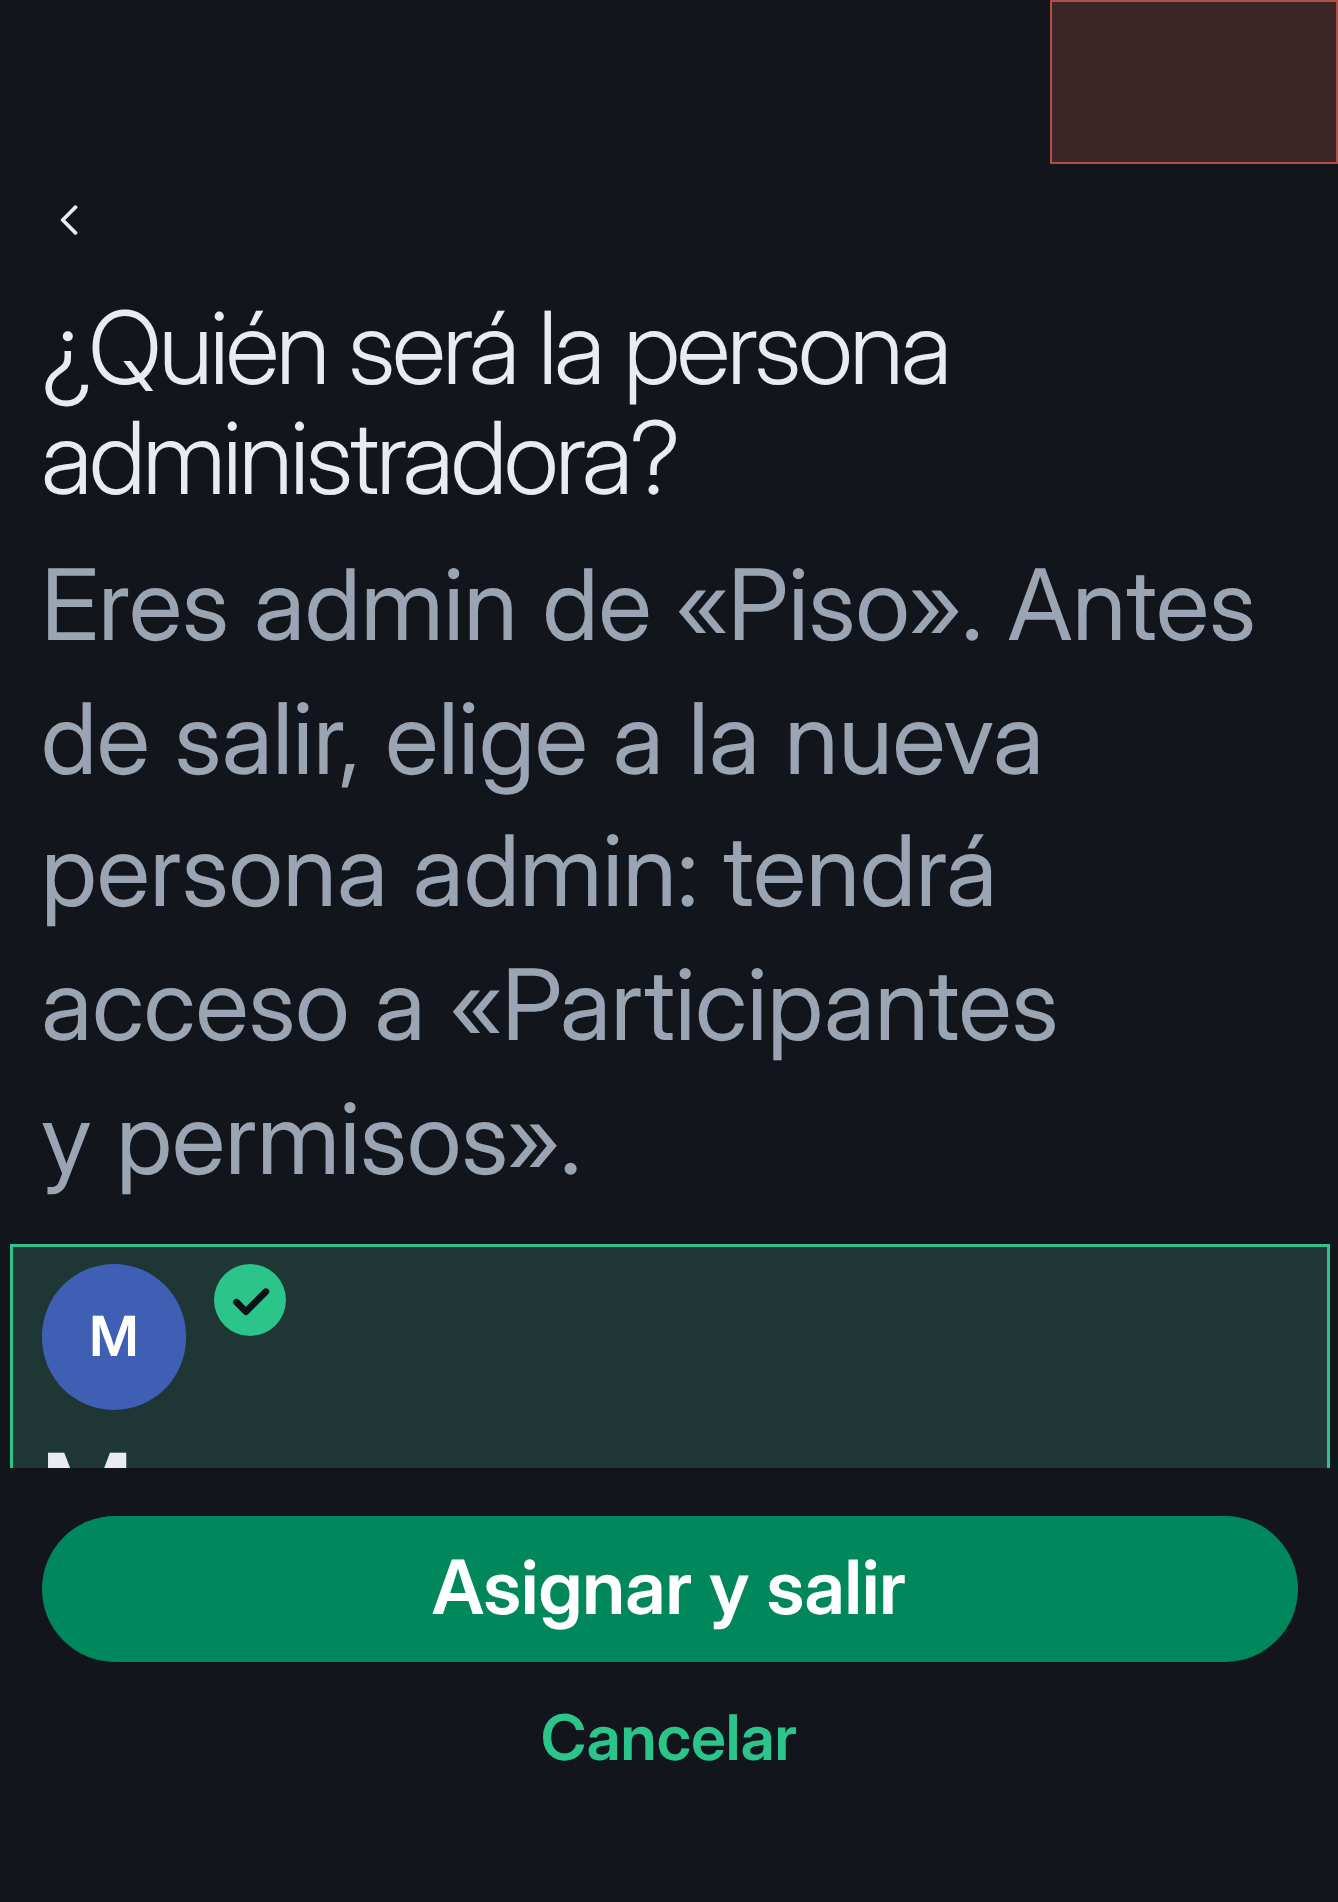 ¿Quién será la persona
administradora?
Eres admin de «Piso». Antes
de salir, elige a la nueva
persona admin: tendrá
acceso a «Participantes
y permisos».
M
Asignar y salir
Cancelar